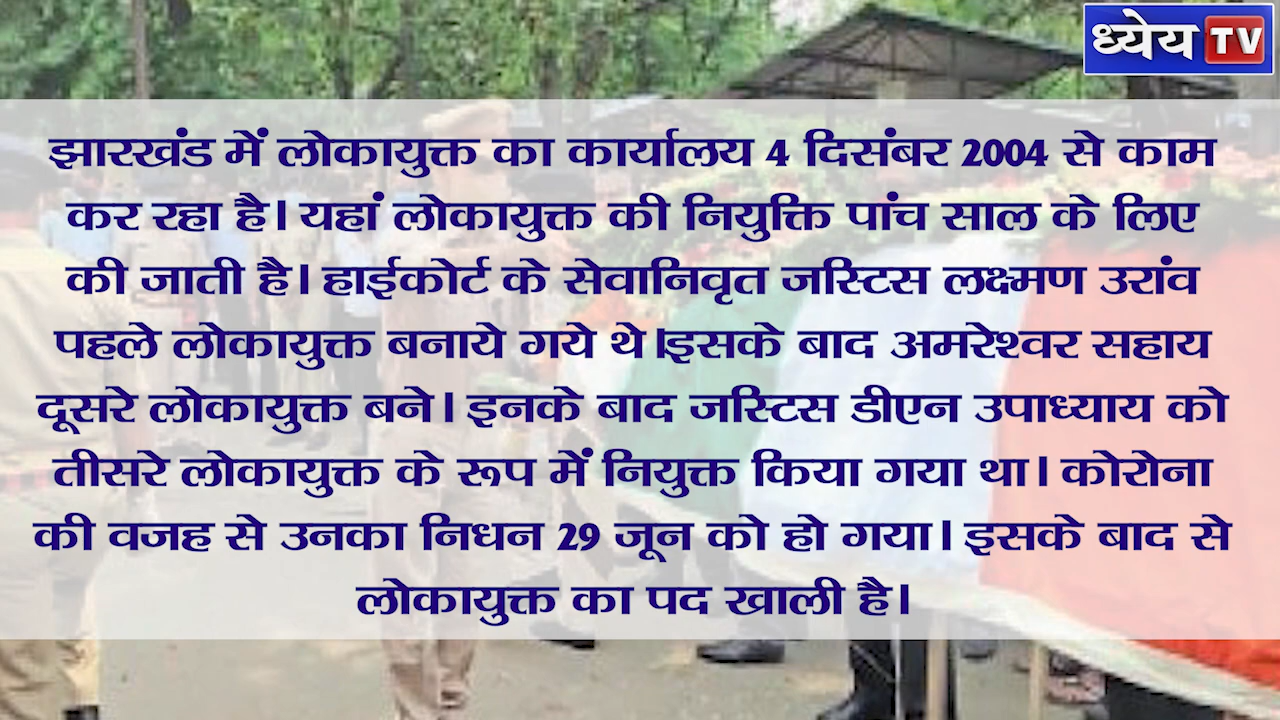 ध्येय TV
झारखंड में लोकायुक्त का कार्यालय 4 दिसंबर 2004 से काम
कर रहा है। यहां लोकायुक्त की नियुक्ति पांच साल के लिए
की जाती है। हाईकोर्ट के सेवानिवृत जस्टिस लक्ष्मण उरांव
पहले लोकायुक्त बनाये गये थे।इसके बाद अमरेश्वर सहाय
दूसरे लोकायुक्त बने। इनके बाद जस्टिस डीएन उपाध्याय को
तीसरे लोकायुक्त के रूप में नियुक्त किया गया था। कोरोना
की वजह से उनका निधन 29 जून को हो गया। इसके बाद से
लोकायुक्त का पद खाली है।